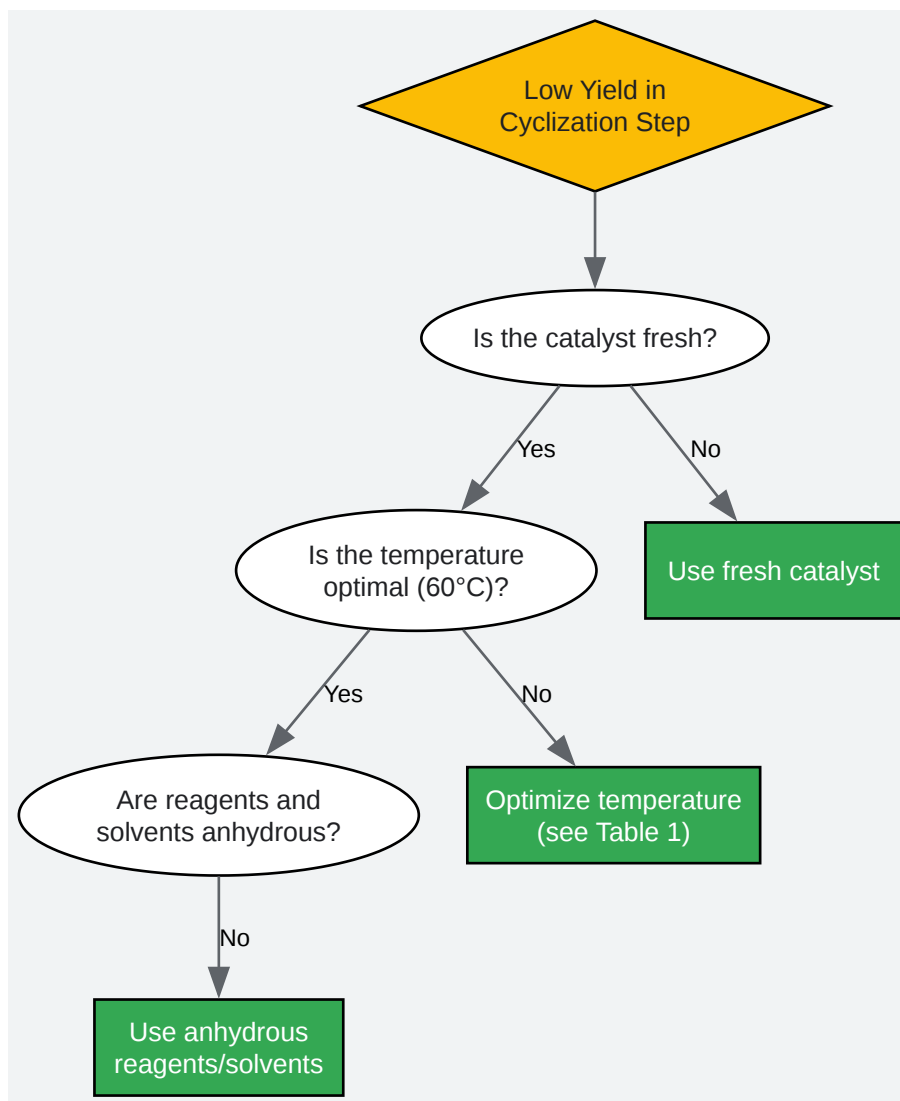 Low Yield in
Cyclization Step
Is the catalyst fresh?
Yes
No
Is the temperature
optimal (60°C)?
Use fresh catalyst
Yes
No
Are reagents and
solvents anhydrous?
Optimize temperature
(see Table 1)
No
Use anhydrous
reagents/solvents